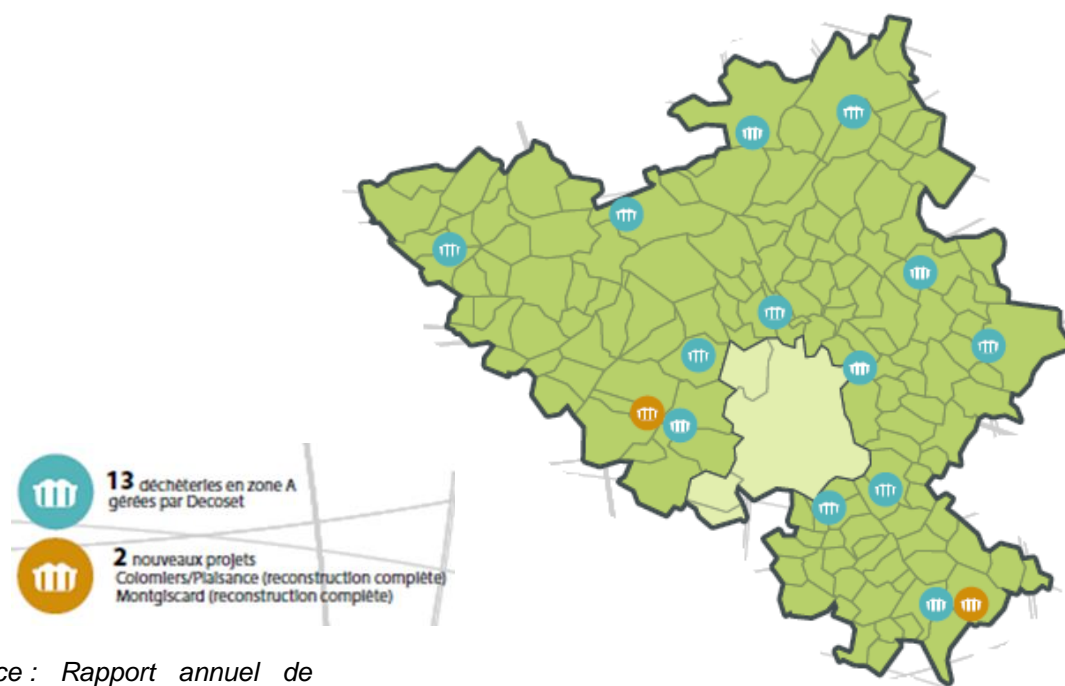 13 déchèteries en zone A
gérées par Decoset
2 nouveaux projets
Colomiers/Plaisance (reconstruction complète)
Montgiscard (reconstruction complète)
ce : Rapport annuel de